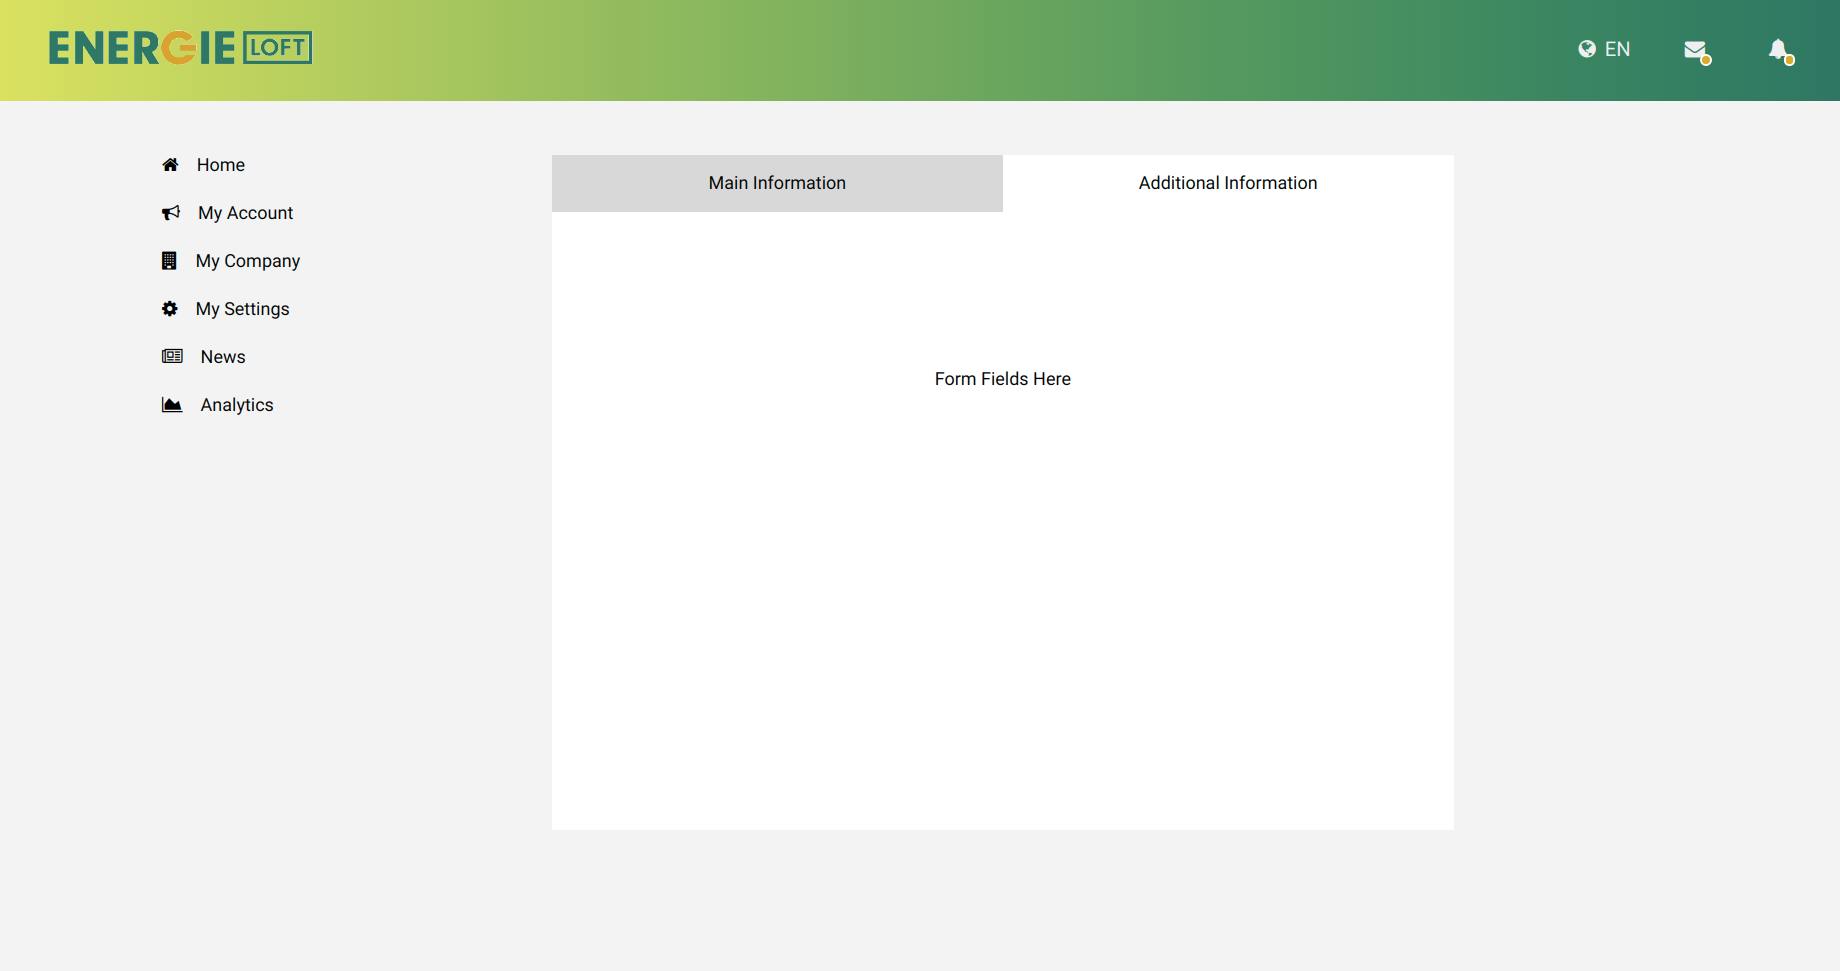 ENERGIE LOFT
EN
Home
My Account
My Company
My Settings
News
Analytics
Main Information
Additional Information
Form Fields Here